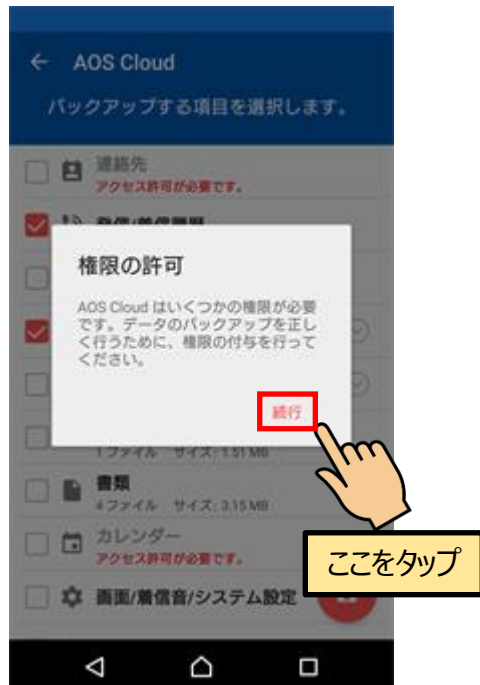 AOS Cloud
バックアップする項目を選択します。
連絡先
アクセス許可が必要です。
発信/着信履歴
権限の許可
AOS Cloud はいくつかの権限が必要
です。データのバックアップを正し
く行うために、権限の付与を行って
ください。
続行
1 ファイル サイズ: 1.51 MB
書類
4 ファイル サイズ: 3.15 MB
カレンダー
アクセス許可が必要です。
ここをタップ
画面/着信音/システム設定